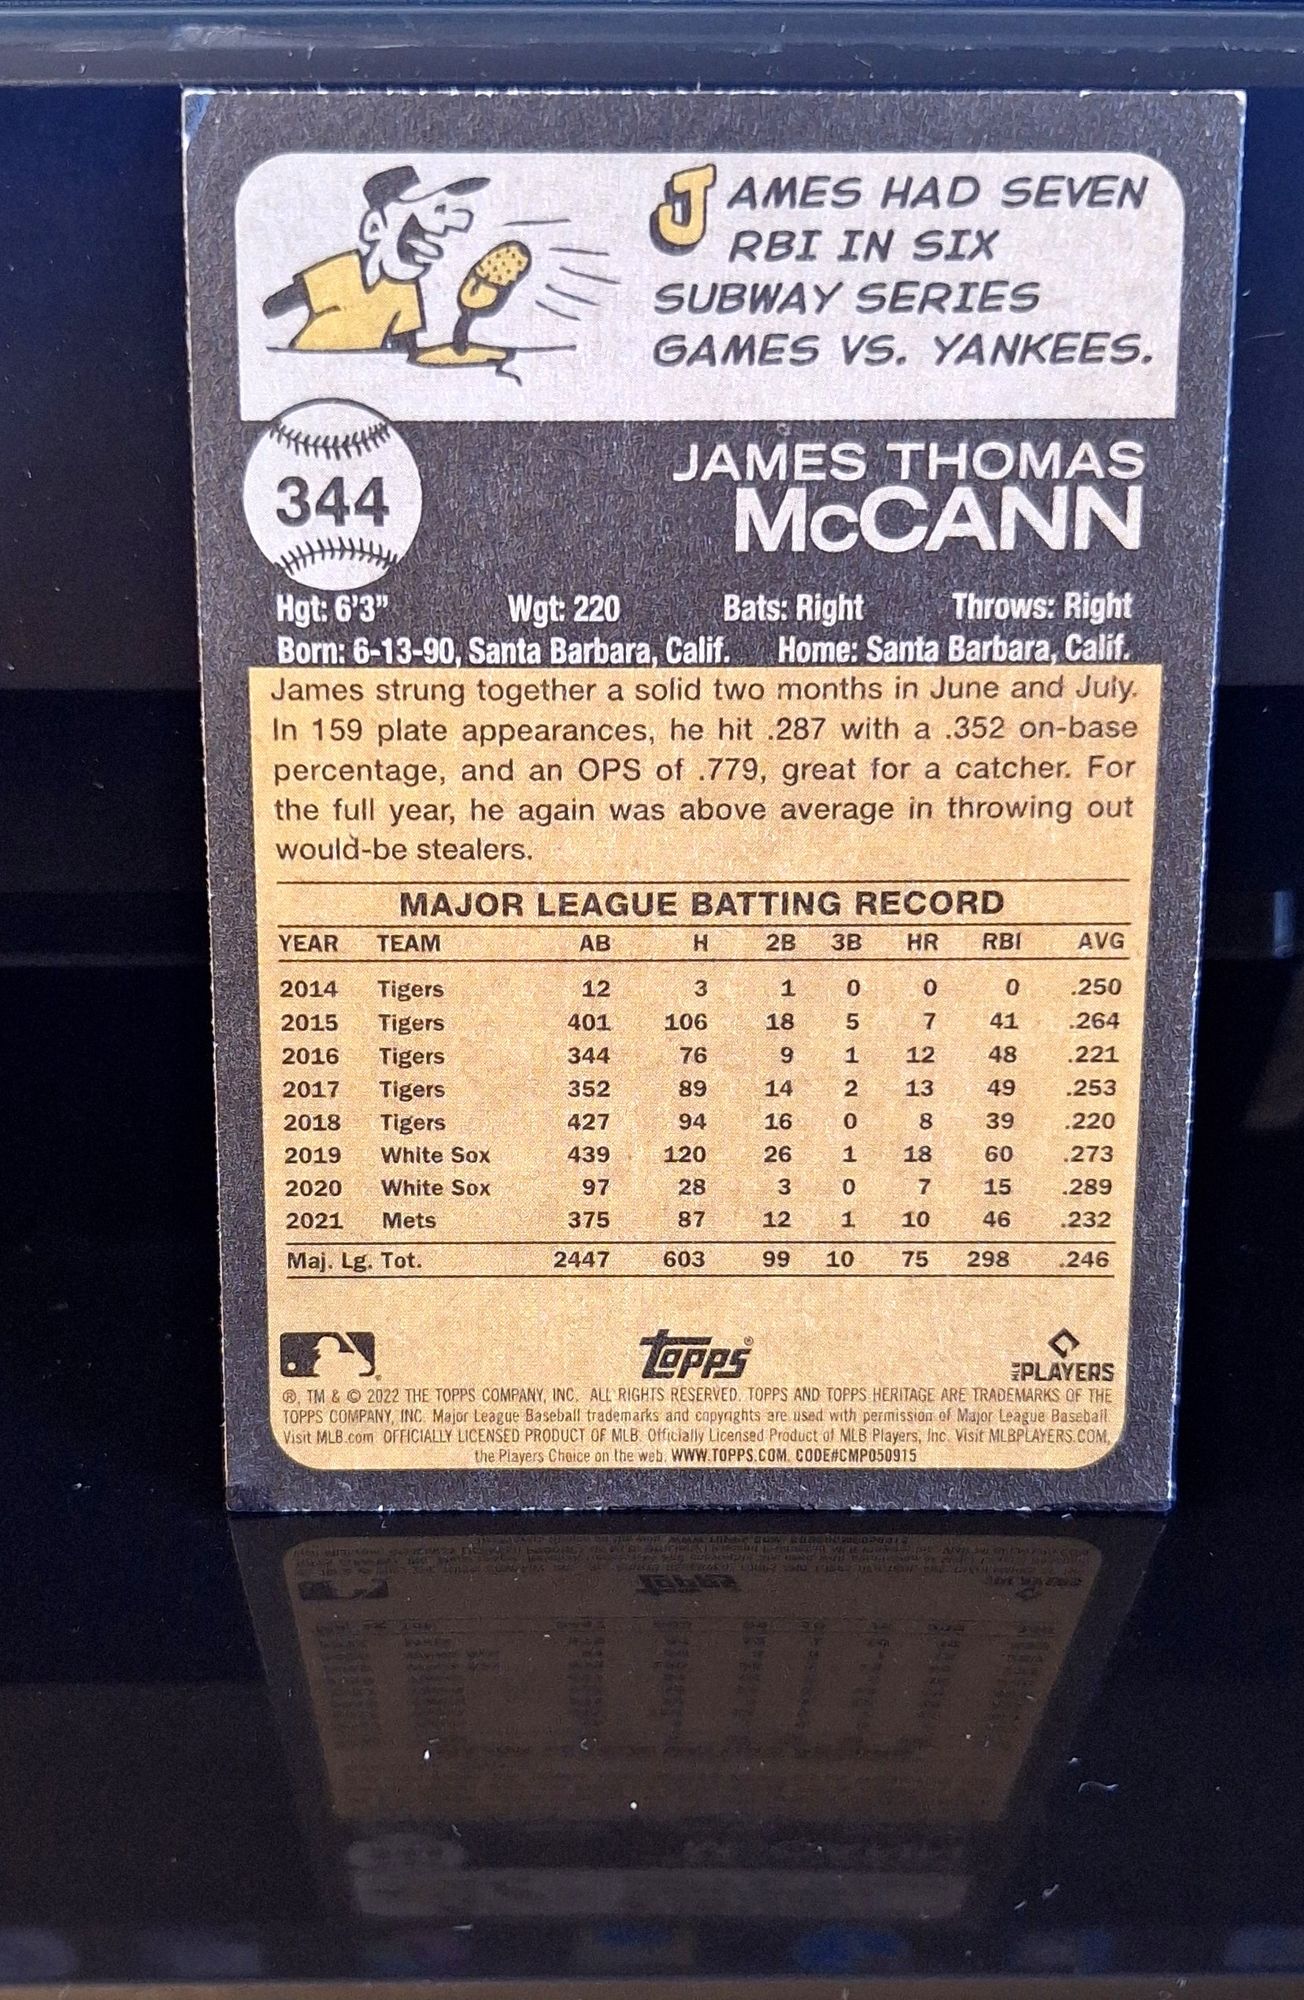 JAMES HAD SEVEN
RBI IN SIX
SUBWAY SERIES
GAMES VS. YANKEES.
344
JAMES THOMAS
McCANN
Hgt: 6'3" Wgt: 220 Bats: Right Throws: Right
Born: 6-13-90, Santa Barbara, Calif. Home: Santa Barbara, Calif.
James strung together a solid two months in June and July.
In 159 plate appearances, he hit .287 with a .352 on-base
percentage, and an OPS of .779, great for a catcher. For
the full year, he again was above average in throwing out
would-be stealers.
MAJOR LEAGUE BATTING RECORD
YEAR TEAM AB H 2B 3B HR RBI AVG
2014 Tigers 12 3 1 0 0 0 .250
2015 Tigers 401 106 18 5 7 41 .264
2016 Tigers 344 76 9 1 12 48 .221
2017 Tigers 352 89 14 2 13 49 .253
2018 Tigers 427 94 16 0 8 39 .220
2019 White Sox 439 120 26 1 18 60 .273
2020 White Sox 97 28 3 0 7 15 .289
2021 Mets 375 87 12 1 10 46 .232
Maj. Lg. Tot. 2447 603 99 10 75 298 .246
Topps®
MLB PLAYERS
®, TM & © 2022 THE TOPPS COMPANY, INC. ALL RIGHTS RESERVED. TOPPS AND TOPPS HERITAGE ARE TRADEMARKS OF THE
TOPPS COMPANY, INC. Major League Baseball trademarks and copyrights are used with permission of Major League Baseball.
Visit MLB.com OFFICIALLY LICENSED PRODUCT OF MLB. Officially Licensed Product of MLB Players, Inc. Visit MLBPLAYERS.COM,
the Players Choice on the web. WWW.TOPPS.COM. CODE#CMP050915